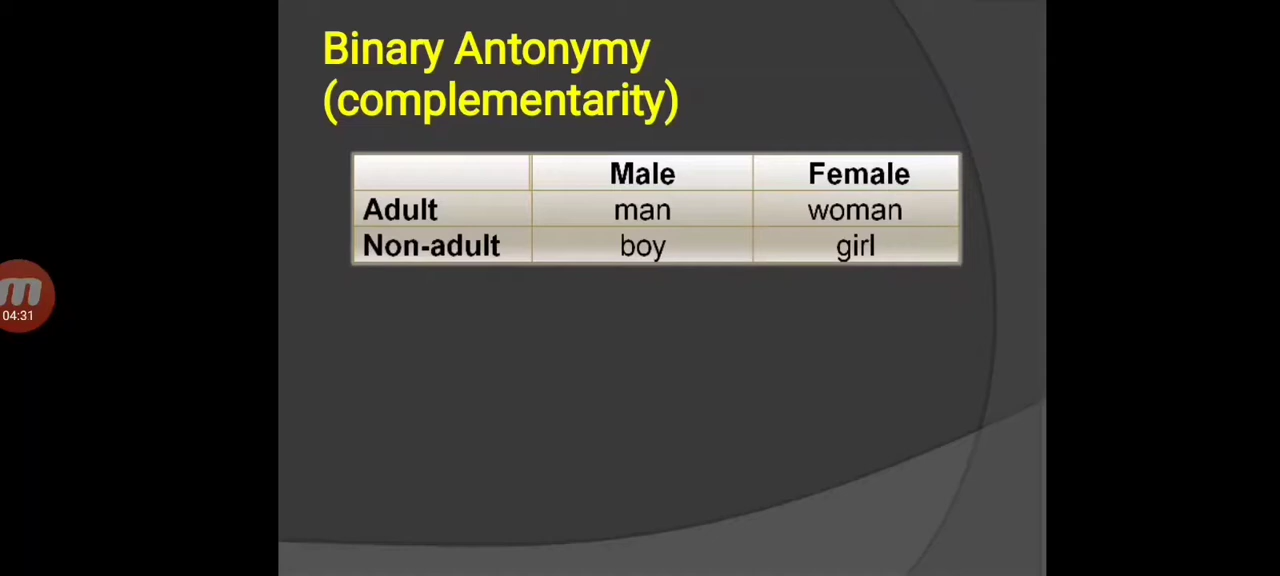 Binary Antonymy
(complementarity)
Male Female
Adult man woman
Non-adult boy girl
04:31